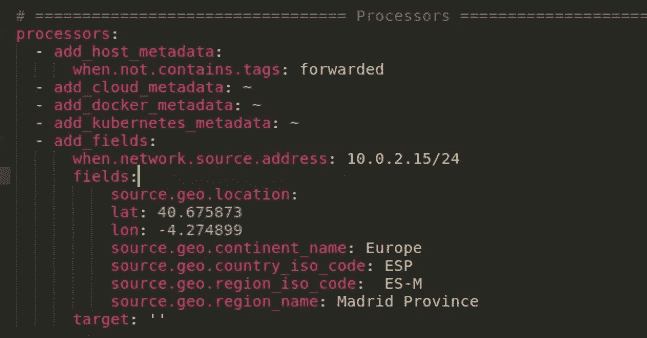 # ================================ Processors =====================
processors:
  - add_host_metadata:
      when.not.contains.tags: forwarded
  - add_cloud_metadata: ~
  - add_docker_metadata: ~
  - add_kubernetes_metadata: ~
  - add_fields:
      when.network.source.address: 10.0.2.15/24
      fields:
          source.geo.location:
          lat: 40.675873
          lon: -4.274899
          source.geo.continent_name: Europe
          source.geo.country_iso_code: ESP
          source.geo.region_iso_code:  ES-M
          source.geo.region_name: Madrid Province
      target: ''